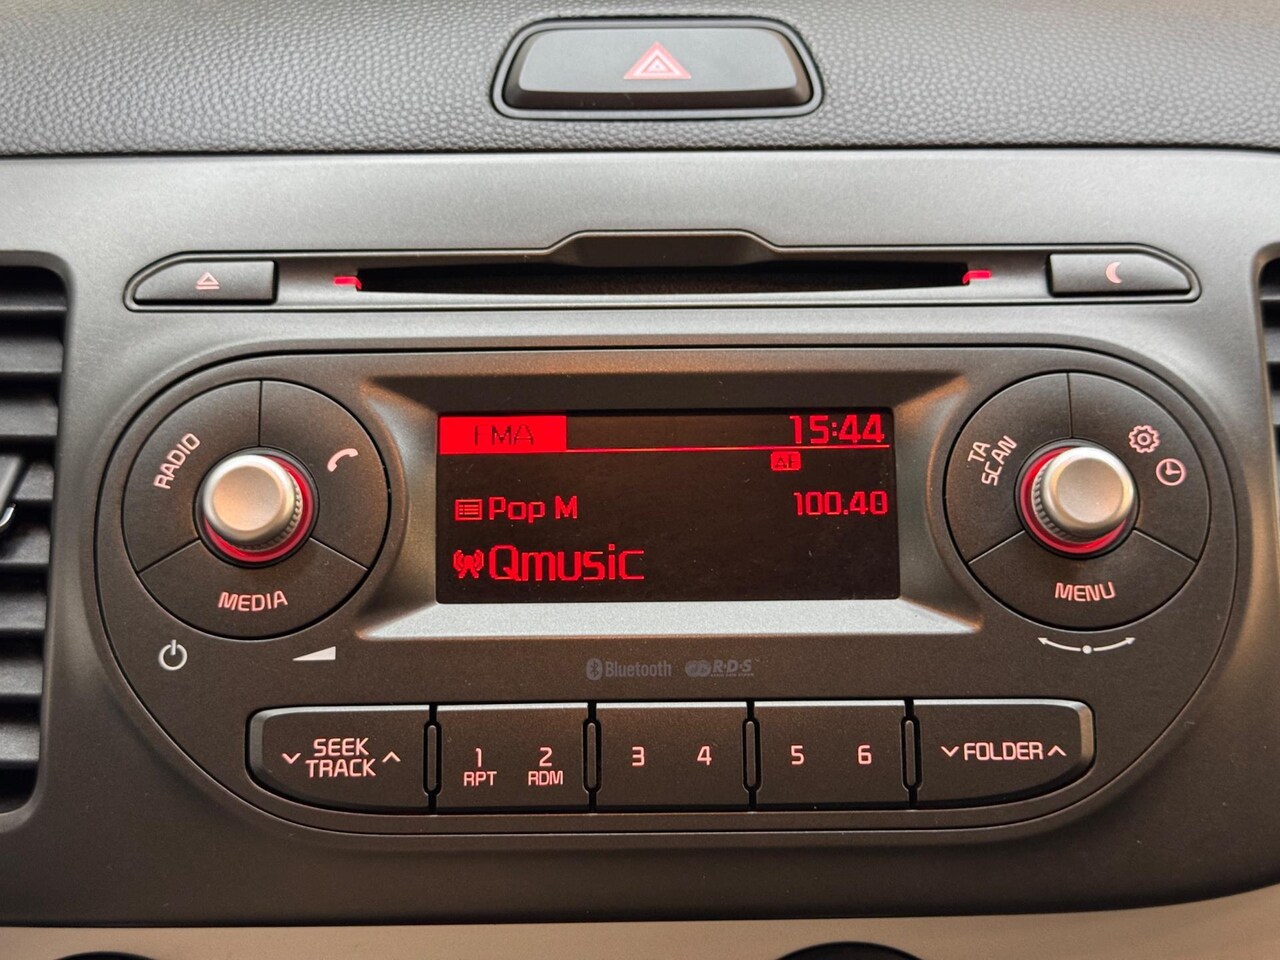 FMA 15:44
AF
Pop M 100.40
Qmusic
RADIO
MEDIA
TA
SCAN
MENU
Bluetooth R·D·S
SEEK
TRACK
1 2 3 4 5 6
RPT RDM
FOLDER